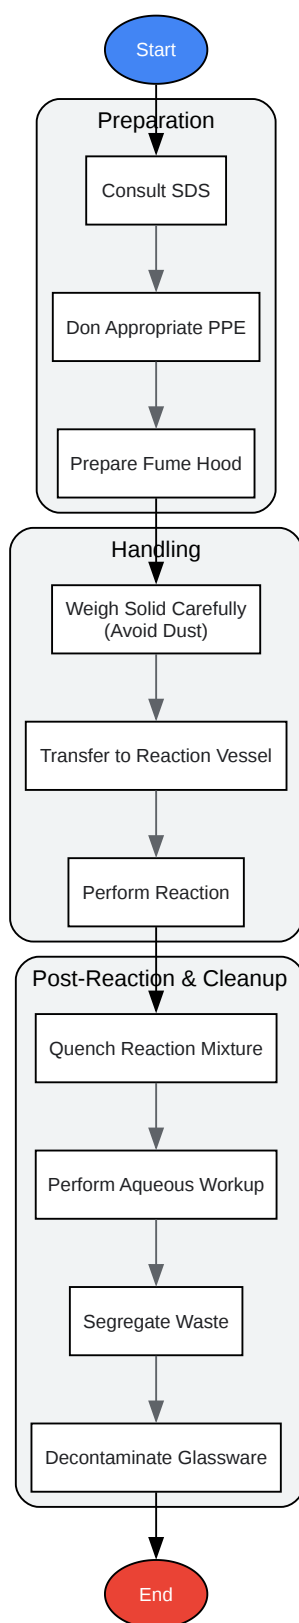 Start
Preparation
Consult SDS
Don Appropriate PPE
Prepare Fume Hood
Handling
Weigh Solid Carefully
(Avoid Dust)
Transfer to Reaction Vessel
Perform Reaction
Post-Reaction & Cleanup
Quench Reaction Mixture
Perform Aqueous Workup
Segregate Waste
Decontaminate Glassware
End